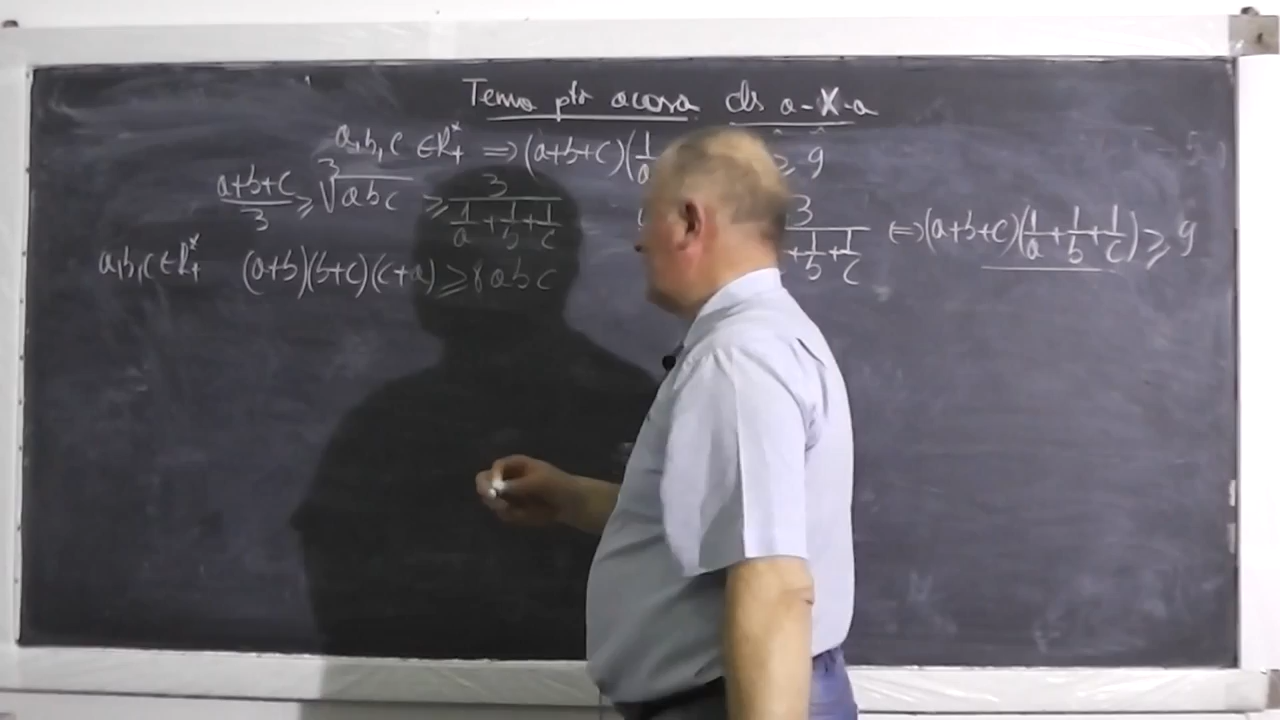 Tema ptr acasa cls a-X-a
a,b,c ∈ R*₊ ⇒ (a+b+c)(1/a ≥ 9
(a+b+c)/3 ≥ ∛(abc) ≥ 3/(1/a + 1/b + 1/c) 3/( + 1/b + 1/c) ⇔ (a+b+c)(1/a + 1/b + 1/c) ≥ 9
a,b,c ∈ R*₊ (a+b)(b+c)(c+a) ≥ 8abc